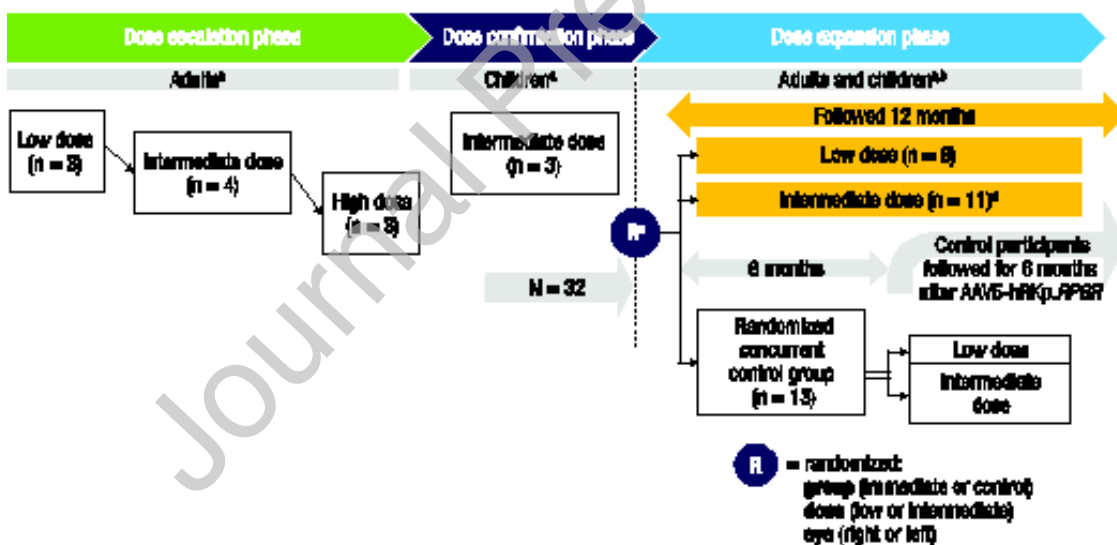 Dose escalation phase
Dose confirmation phase
Dose expansion phase
Adultsᵃ
Childrenᵃ
Adults and childrenᵃ,ᵇ
Followed 12 months
Low dose
(n = 3)
Intermediate dose
(n = 4)
High dose
(n = 3)
Intermediate dose
(n = 3)
Low dose (n = 8)
Intermediate dose (n = 11)
R
N = 32
6 months
Control participants
followed for 6 months
after AAV5-hRKp.RPGR
Randomized
concurrent
control group
(n = 13)
Low dose
Intermediate
dose
R = randomized:
group (immediate or control)
dose (low or intermediate)
eye (right or left)
Journal Pre